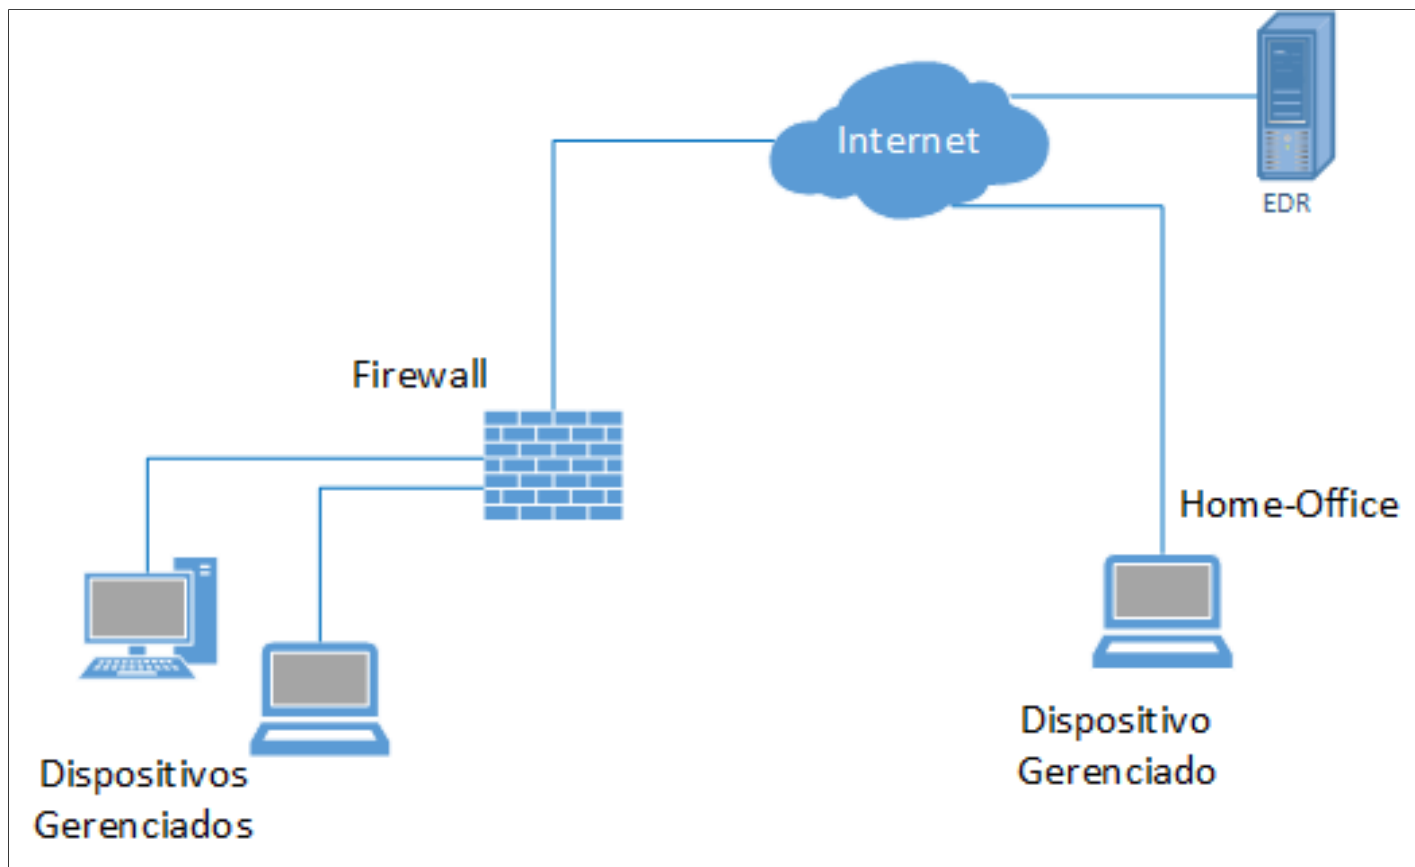 Internet
EDR
Firewall
Home-Office
Dispositivo
Gerenciado
Dispositivos
Gerenciados